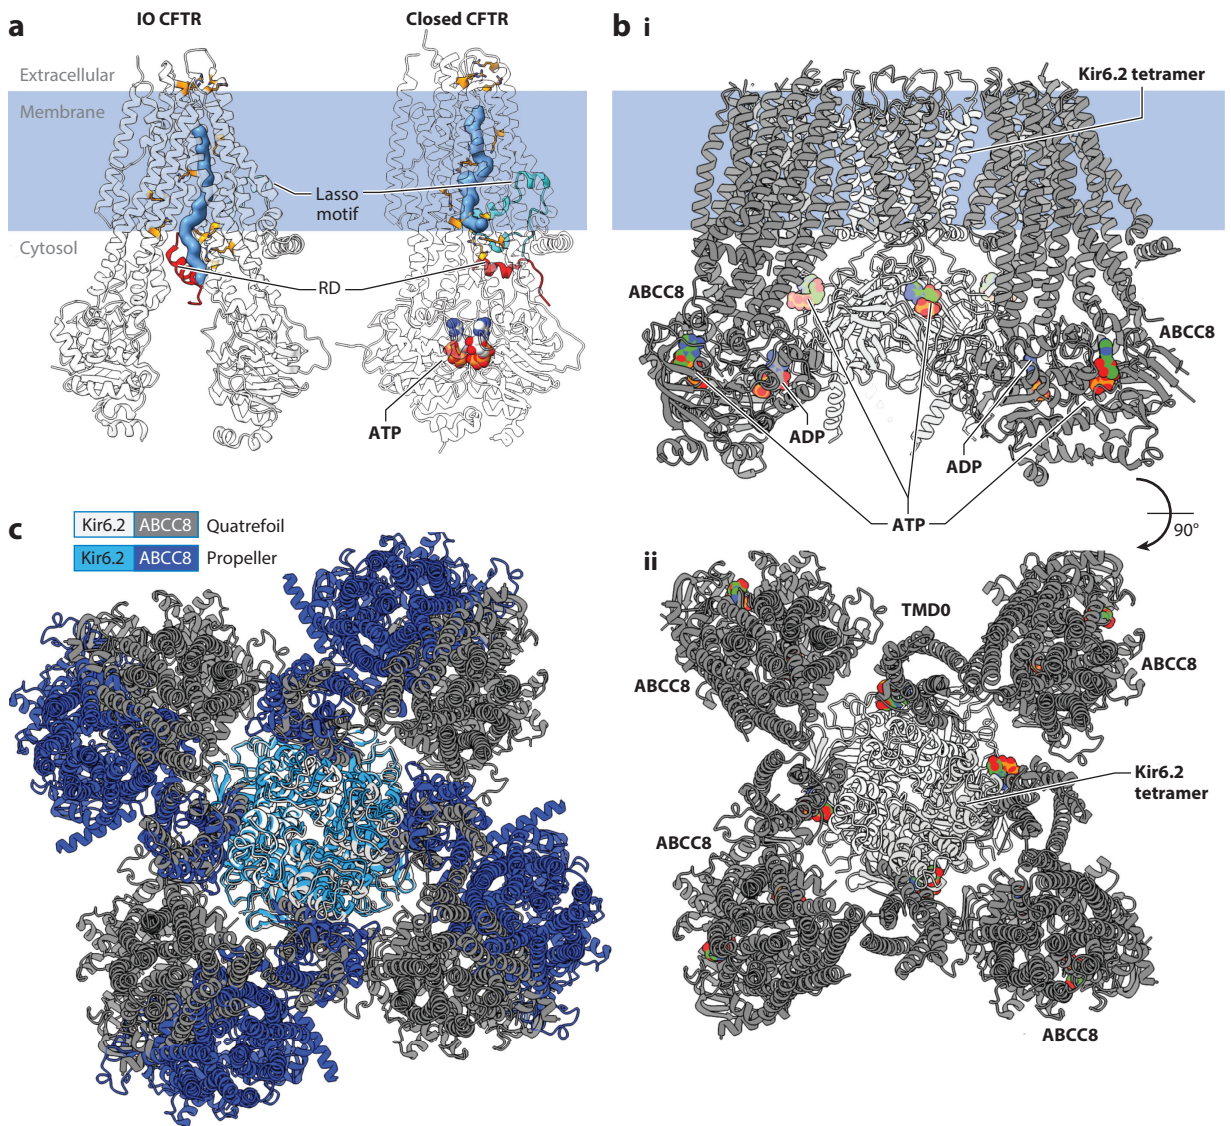 a
IO CFTR
Closed CFTR
Extracellular
Membrane
Lasso
motif
Cytosol
RD
ATP
b i
Kir6.2 tetramer
ABCC8
ABCC8
ADP
ADP
ATP
90°
c
Kir6.2 ABCC8 Quatrefoil
Kir6.2 ABCC8 Propeller
ii
TMD0
ABCC8
ABCC8
Kir6.2
tetramer
ABCC8
ABCC8